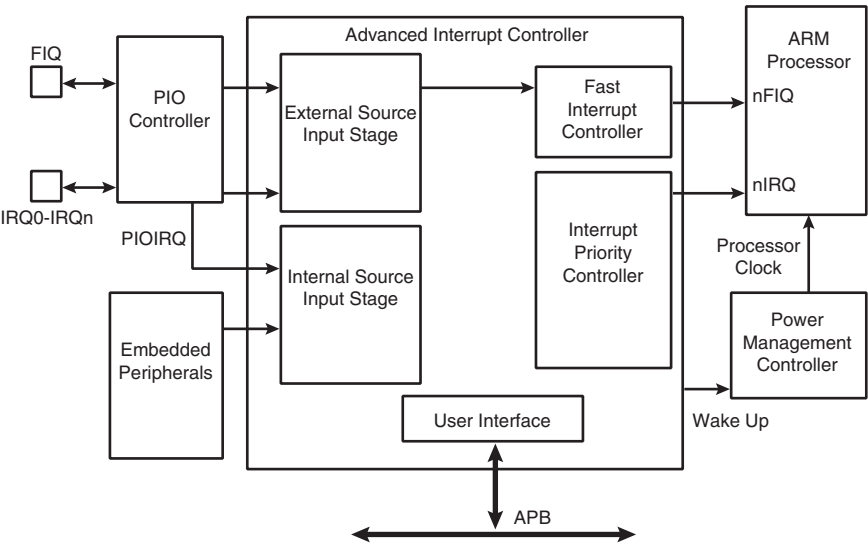 Advanced Interrupt Controller
FIQ
PIO
Controller
External Source
Input Stage
Fast
Interrupt
Controller
ARM
Processor
nFIQ
nIRQ
IRQ0-IRQn
PIOIRQ
Internal Source
Input Stage
Interrupt
Priority
Controller
Processor
Clock
Embedded
Peripherals
Power
Management
Controller
User Interface
Wake Up
APB